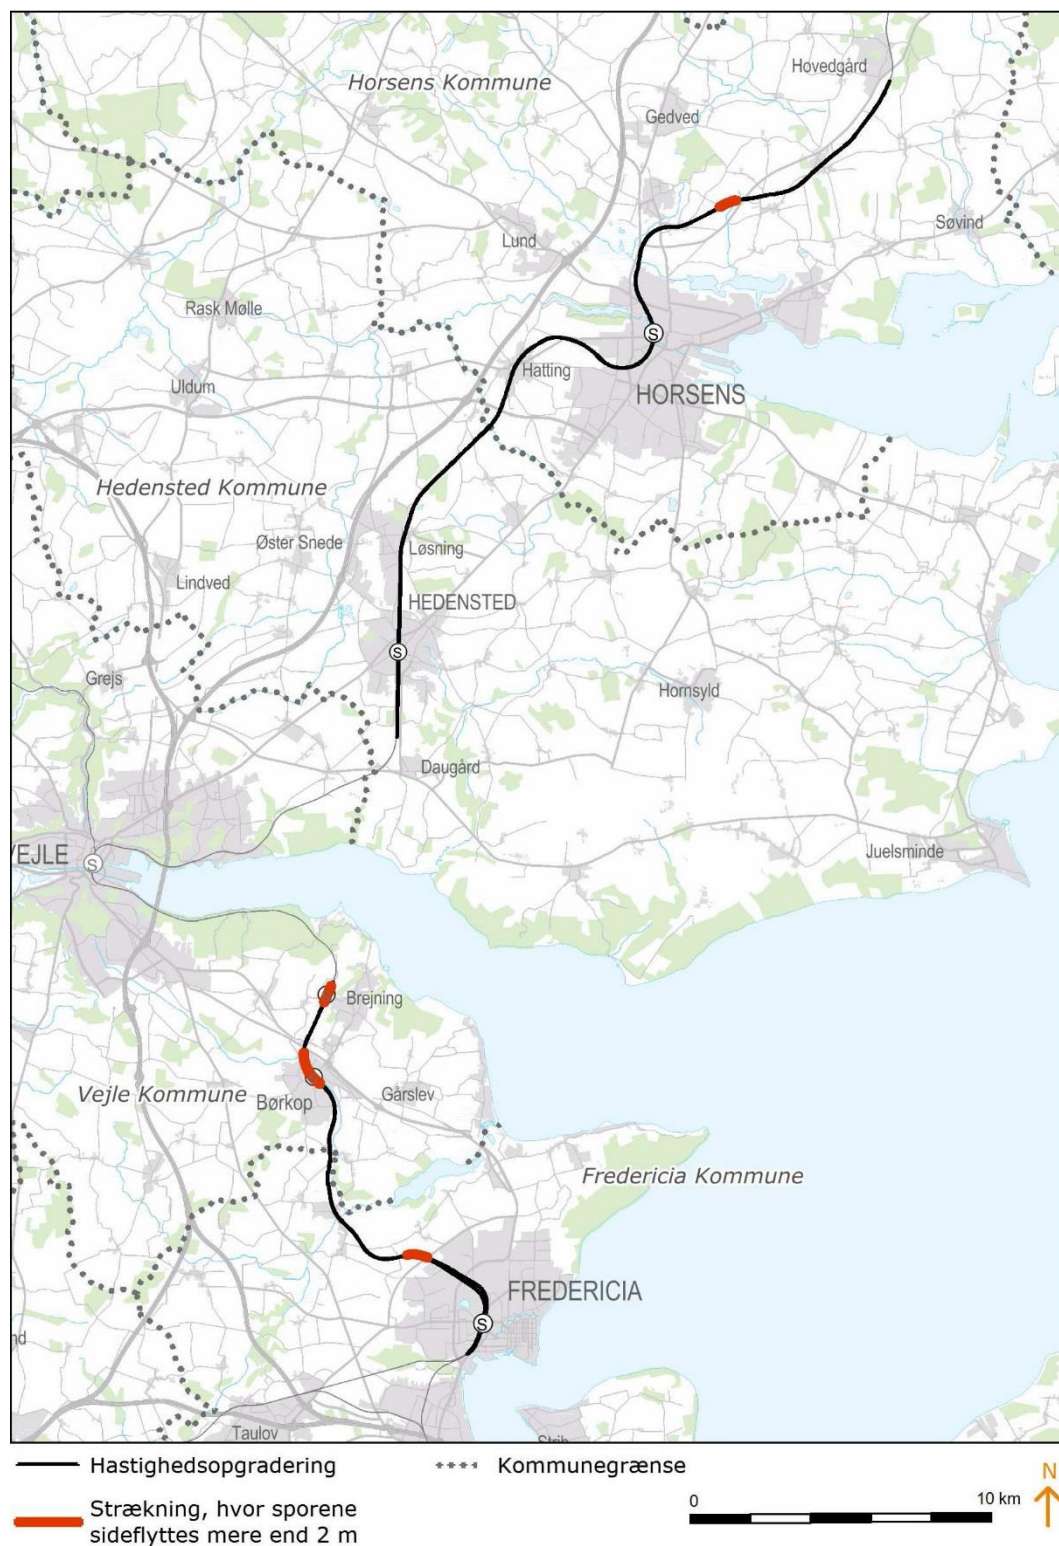 Hovedgård
Horsens Kommune
Gedved
Søvind
Lund
Rask Mølle
S
Hatting
Uldum
HORSENS
Hedensted Kommune
Øster Snede
Løsning
Lindved
HEDENSTED
S
Grejs
Hornsyld
Daugård
VEJLE
S
Juelsminde
Brejning
Vejle Kommune
Gårslev
Børkop
Fredericia Kommune
FREDERICIA
S
nd
Taulov
Strib
Hastighedsopgradering
Kommunegrænse
N
Strækning, hvor sporene
sideflyttes mere end 2 m
0
10 km